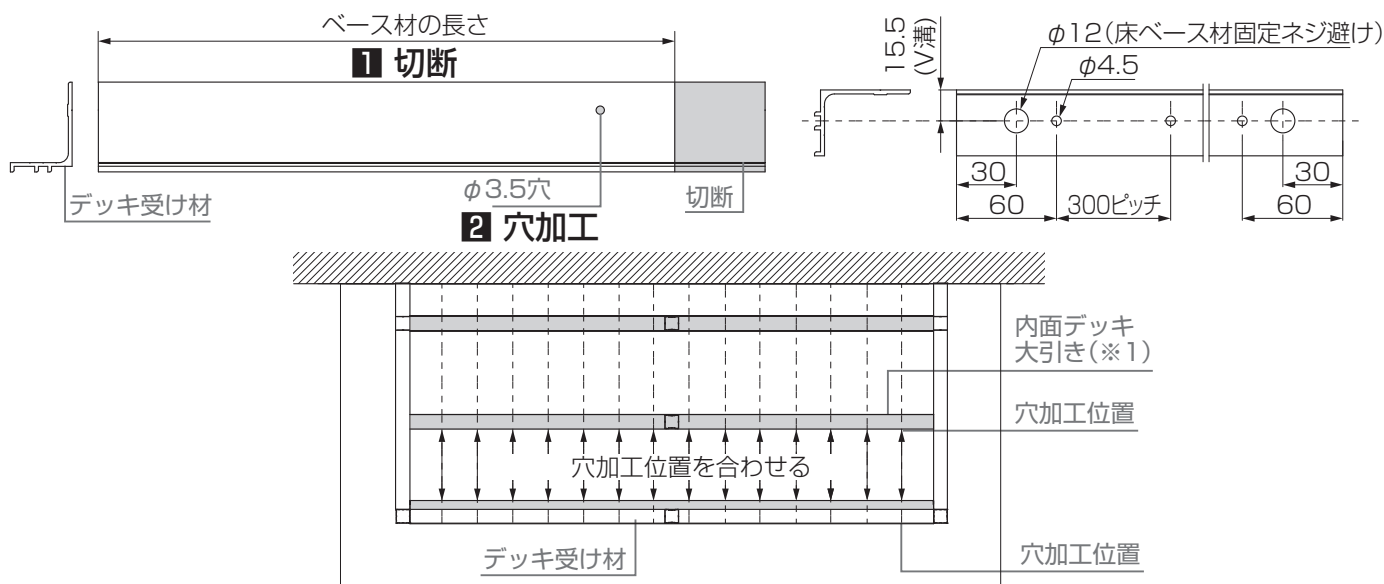 ベース材の長さ
1 切断
デッキ受け材
φ3.5穴
切断
2 穴加工
15.5
(V溝)
φ12(床ベース材固定ネジ避け)
φ4.5
30
30
60
300ピッチ
60
内面デッキ
大引き(※1)
穴加工位置
穴加工位置を合わせる
デッキ受け材
穴加工位置